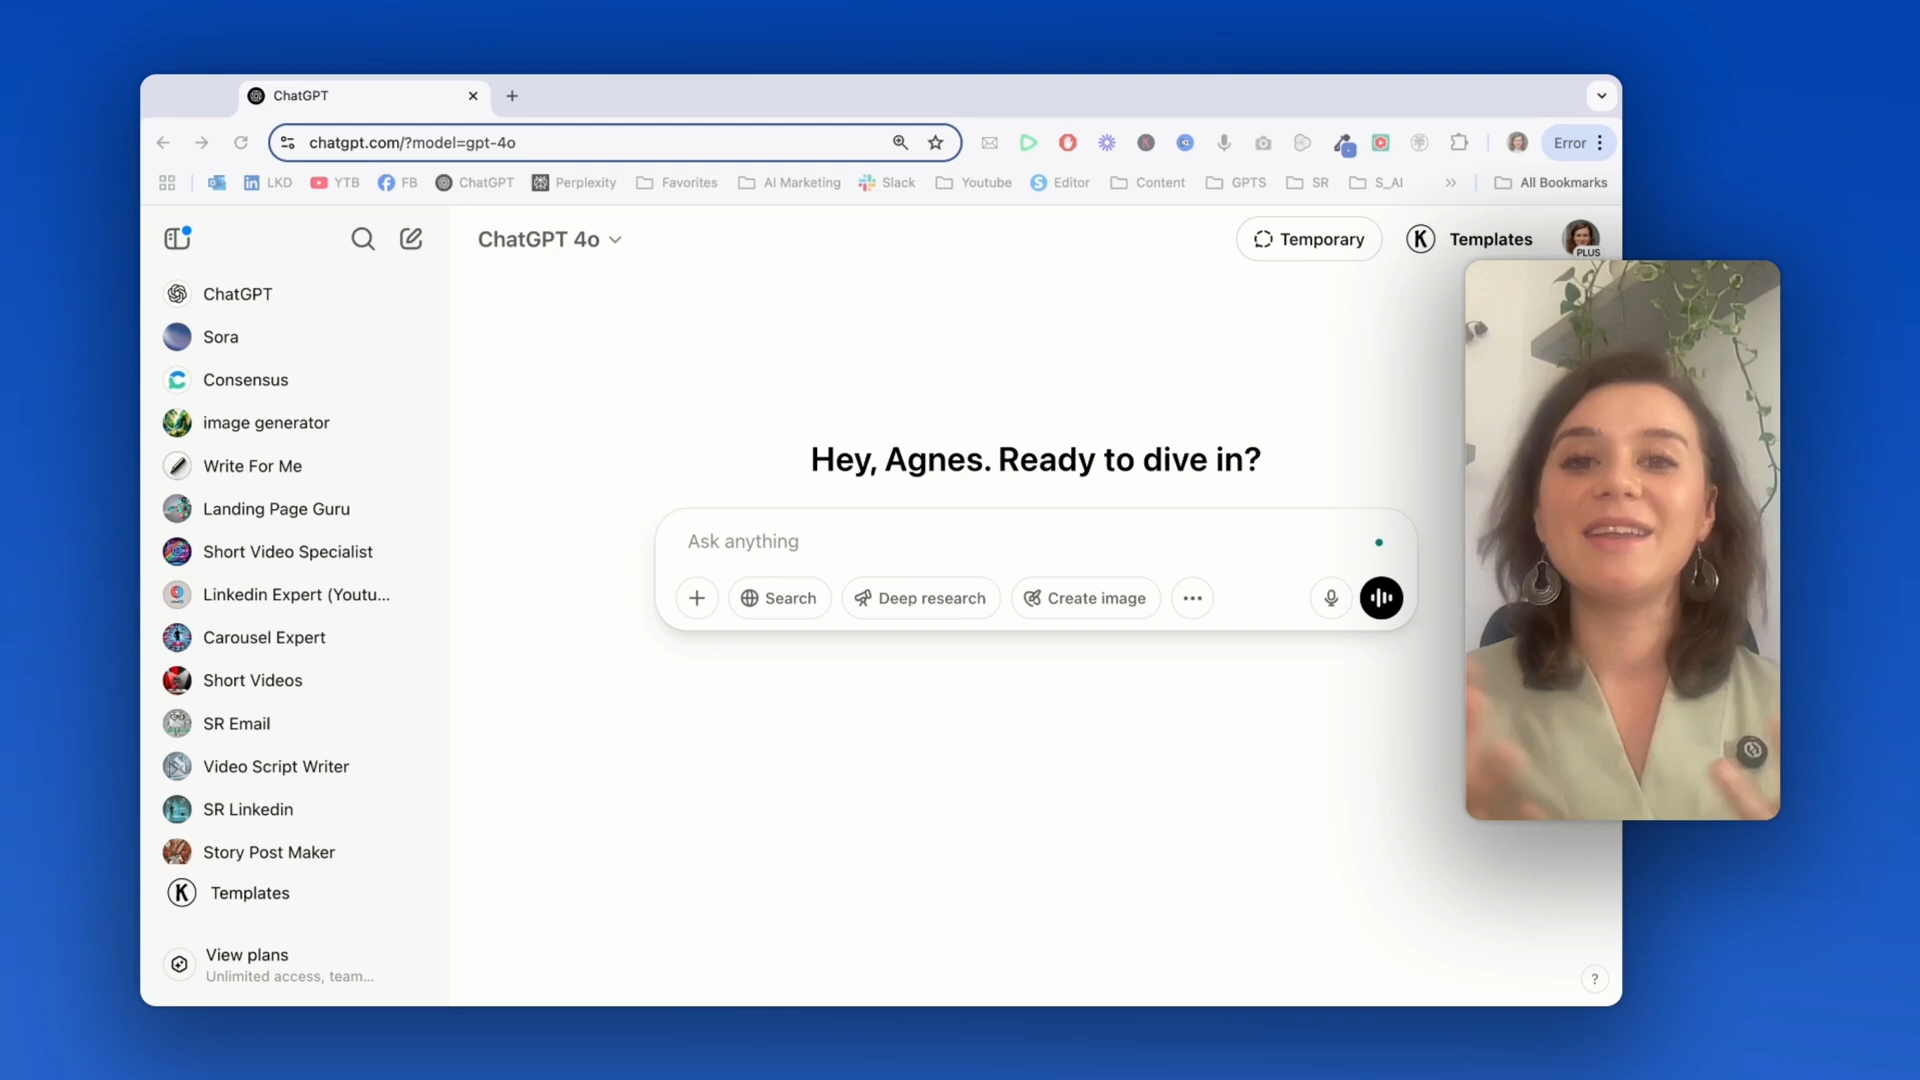 ChatGPT
chatgpt.com/?model=gpt-4o
Error
LKD YTB FB ChatGPT Perplexity Favorites AI Marketing Slack Youtube Editor Content GPTS SR S_AI All Bookmarks
ChatGPT 4o
Temporary
Templates
PLUS
ChatGPT
Sora
Consensus
image generator
Write For Me
Landing Page Guru
Short Video Specialist
Linkedin Expert (Youtu...
Carousel Expert
Short Videos
SR Email
Video Script Writer
SR Linkedin
Story Post Maker
Templates
View plans
Unlimited access, team...
Hey, Agnes. Ready to dive in?
Ask anything
Search Deep research Create image
?